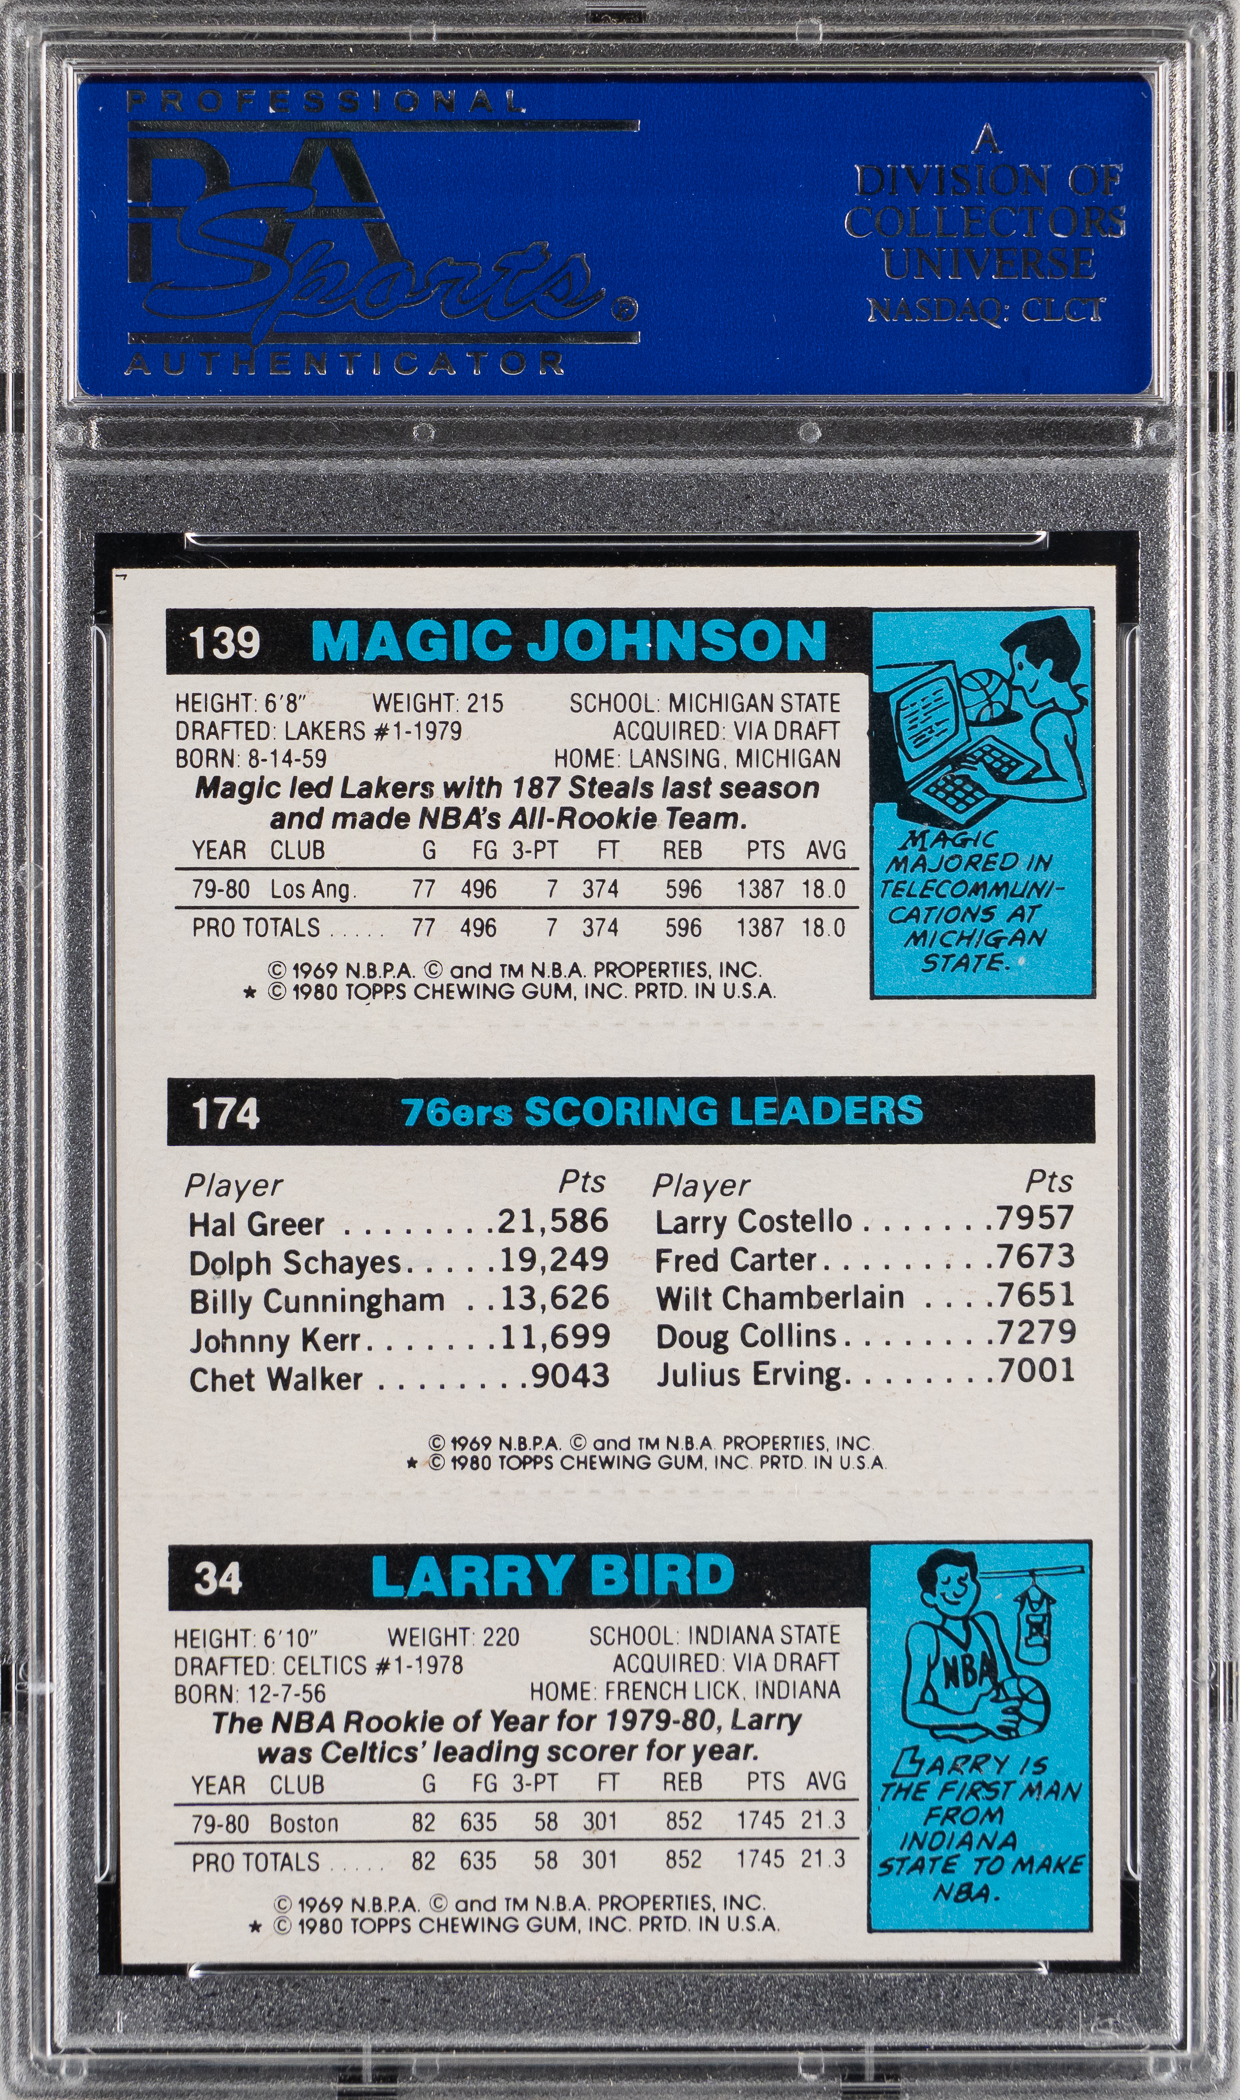 PROFESSIONAL
PSA
Sports®
AUTHENTICATOR
A
DIVISION OF
COLLECTORS
UNIVERSE
NASDAQ: CLCT
139 MAGIC JOHNSON
HEIGHT: 6'8" WEIGHT: 215 SCHOOL: MICHIGAN STATE
DRAFTED: LAKERS #1-1979 ACQUIRED: VIA DRAFT
BORN: 8-14-59 HOME: LANSING, MICHIGAN
Magic led Lakers with 187 Steals last season
and made NBA's All-Rookie Team.
YEAR CLUB G FG 3-PT FT REB PTS AVG
79-80 Los Ang. 77 496 7 374 596 1387 18.0
PRO TOTALS ..... 77 496 7 374 596 1387 18.0
© 1969 N.B.P.A. © and TM N.B.A. PROPERTIES, INC.
★ © 1980 TOPPS CHEWING GUM, INC. PRTD. IN U.S.A.
MAGIC
MAJORED IN
TELECOMMUNI-
CATIONS AT
MICHIGAN
STATE.
174 76ers SCORING LEADERS
Player Pts Player Pts
Hal Greer ........21,586 Larry Costello.......7957
Dolph Schayes.....19,249 Fred Carter.........7673
Billy Cunningham ..13,626 Wilt Chamberlain ....7651
Johnny Kerr.......11,699 Doug Collins........7279
Chet Walker ........9043 Julius Erving........7001
© 1969 N.B.P.A. © and TM N.B.A. PROPERTIES, INC.
★ © 1980 TOPPS CHEWING GUM, INC. PRTD. IN U.S.A.
34 LARRY BIRD
HEIGHT: 6'10" WEIGHT: 220 SCHOOL: INDIANA STATE
DRAFTED: CELTICS #1-1978 ACQUIRED: VIA DRAFT
BORN: 12-7-56 HOME: FRENCH LICK, INDIANA
The NBA Rookie of Year for 1979-80, Larry
was Celtics' leading scorer for year.
YEAR CLUB G FG 3-PT FT REB PTS AVG
79-80 Boston 82 635 58 301 852 1745 21.3
PRO TOTALS ..... 82 635 58 301 852 1745 21.3
© 1969 N.B.P.A. © and TM N.B.A. PROPERTIES, INC.
★ © 1980 TOPPS CHEWING GUM, INC. PRTD. IN U.S.A.
NBA
LARRY IS
THE FIRST MAN
FROM
INDIANA
STATE TO MAKE
NBA.